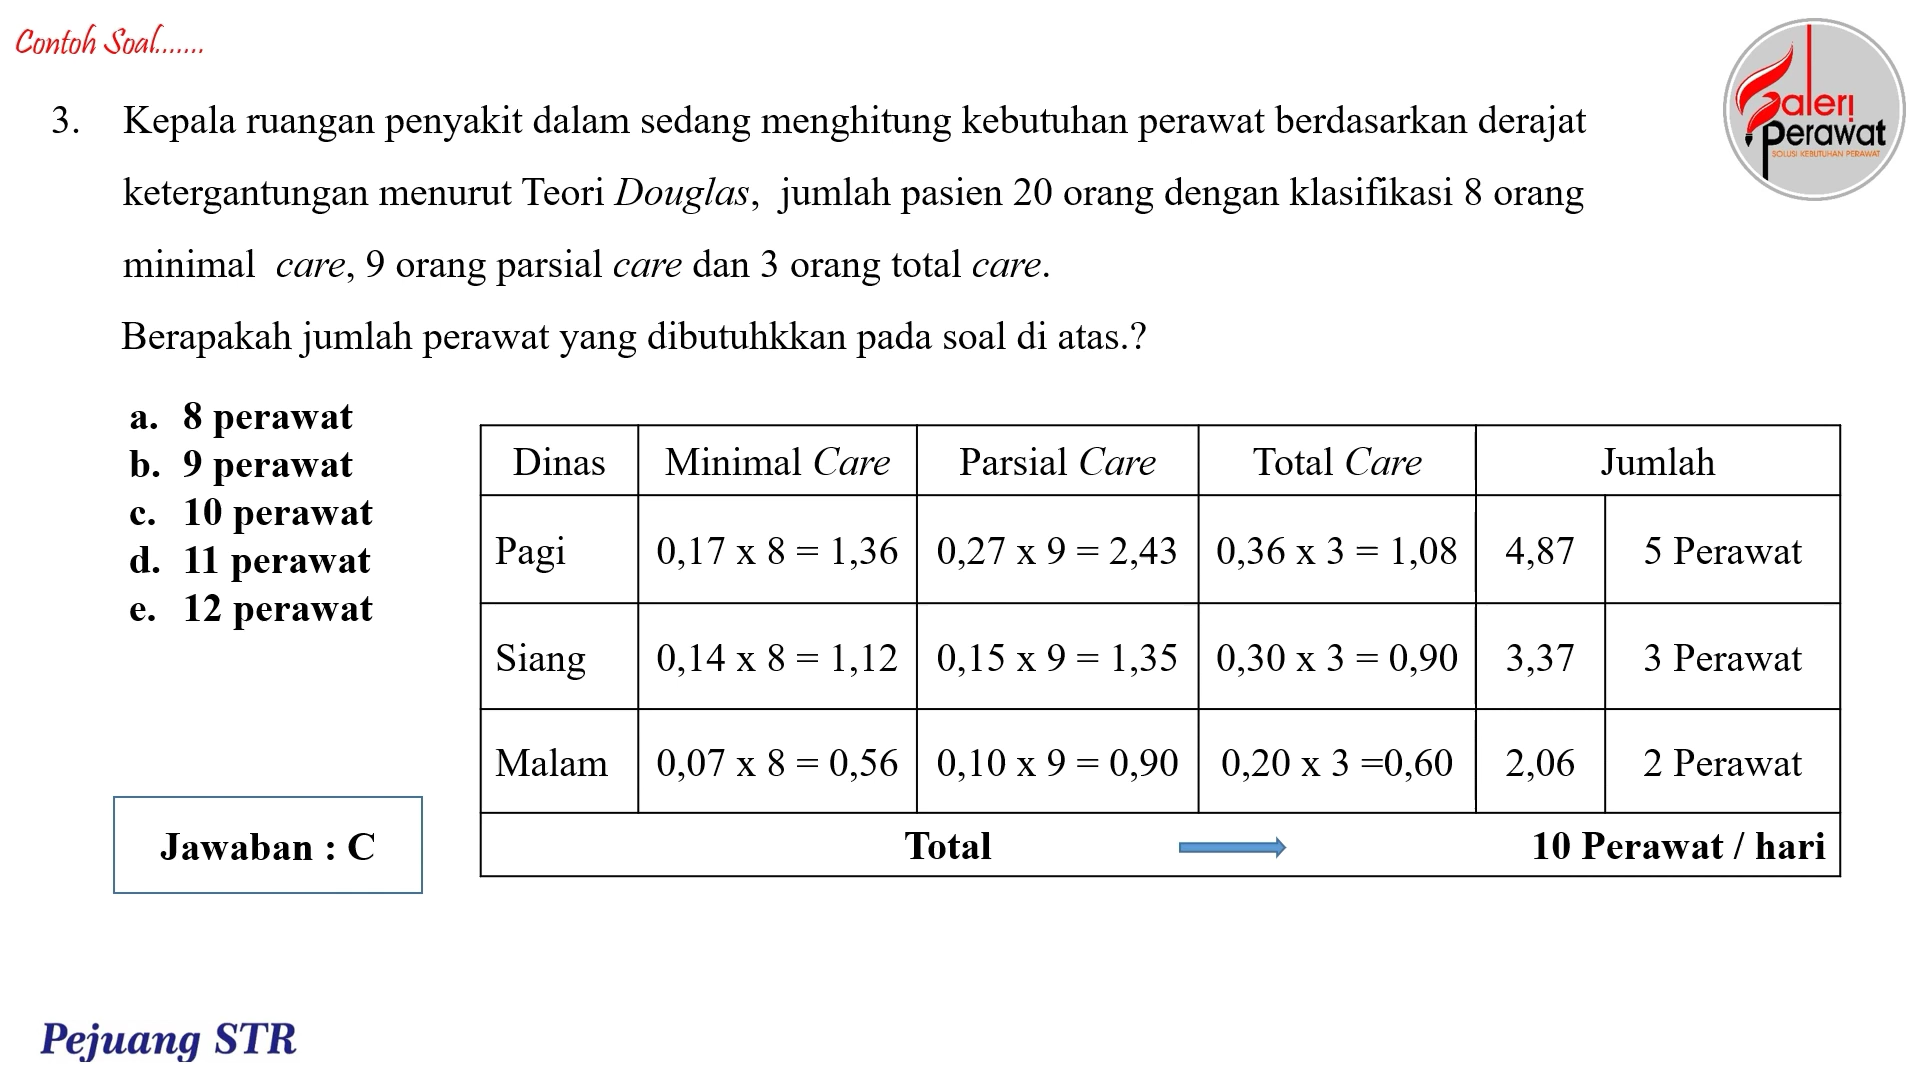 Contoh Soal.......
3. Kepala ruangan penyakit dalam sedang menghitung kebutuhan perawat berdasarkan derajat
ketergantungan menurut Teori Douglas, jumlah pasien 20 orang dengan klasifikasi 8 orang
minimal care, 9 orang parsial care dan 3 orang total care.
Berapakah jumlah perawat yang dibutuhkkan pada soal di atas.?
a. 8 perawat
b. 9 perawat
c. 10 perawat
d. 11 perawat
e. 12 perawat
Dinas Minimal Care Parsial Care Total Care Jumlah
Pagi 0,17 x 8 = 1,36 0,27 x 9 = 2,43 0,36 x 3 = 1,08 4,87 5 Perawat
Siang 0,14 x 8 = 1,12 0,15 x 9 = 1,35 0,30 x 3 = 0,90 3,37 3 Perawat
Malam 0,07 x 8 = 0,56 0,10 x 9 = 0,90 0,20 x 3 =0,60 2,06 2 Perawat
Total 10 Perawat / hari
Jawaban : C
Galeri
Perawat
SOLUSI KEBUTUHAN PERAWAT
Pejuang STR